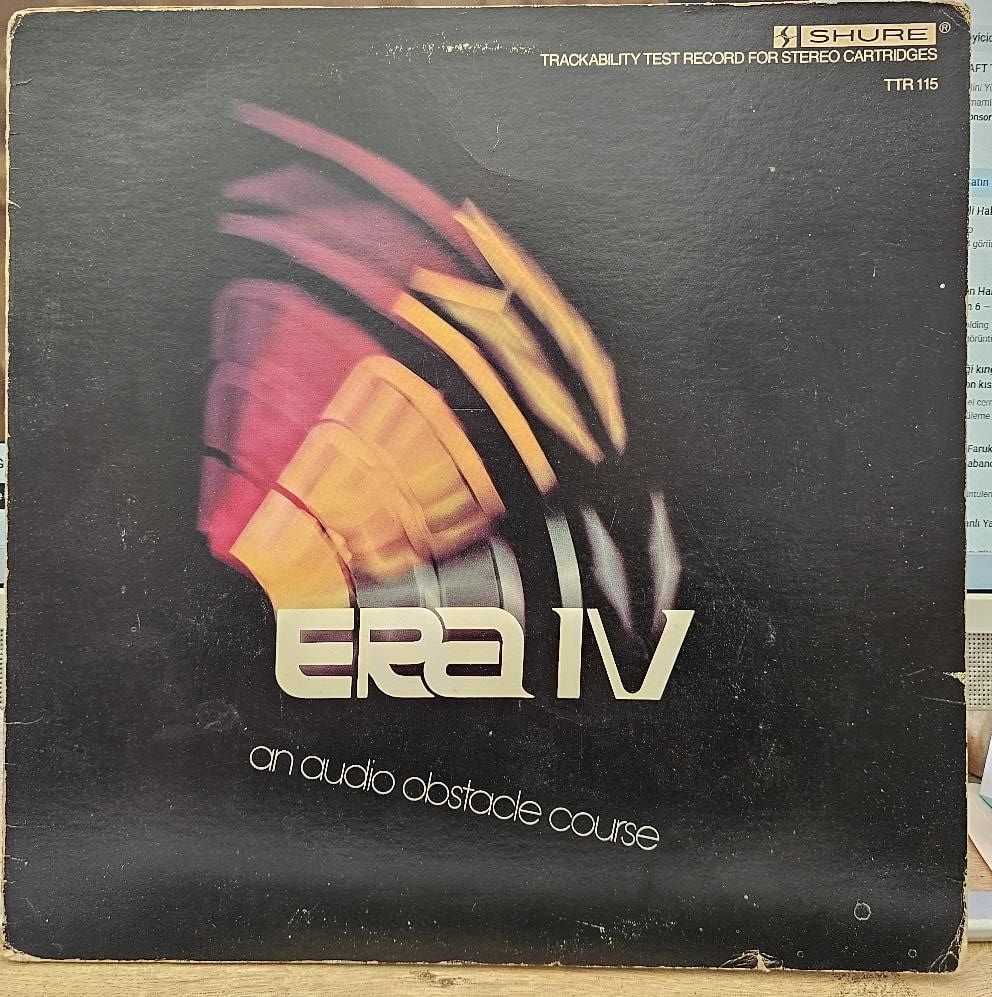 SHURE®
TRACKABILITY TEST RECORD FOR STEREO CARTRIDGES
TTR 115
ERA IV
an audio obstacle course